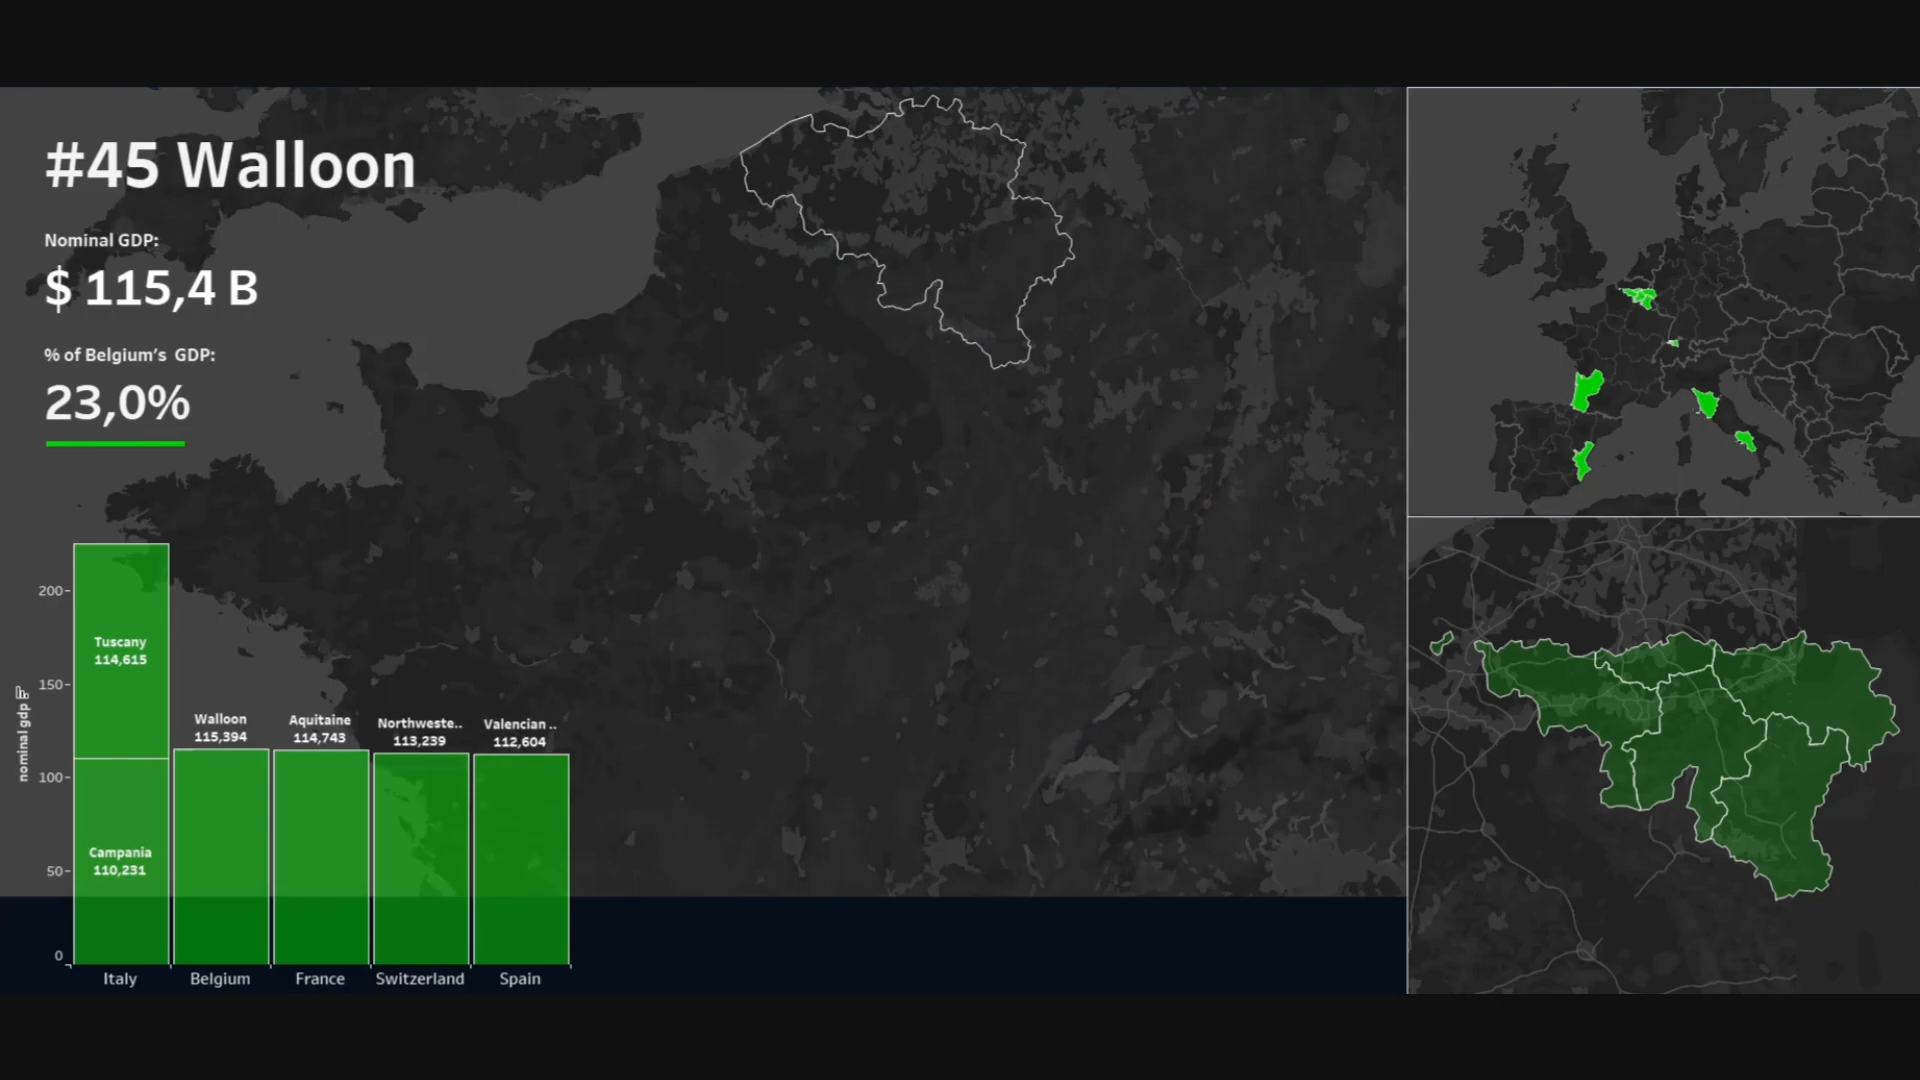 #45 Walloon
Nominal GDP:
$ 115,4 B
% of Belgium's GDP:
23,0%
200
150
100
50
0
nominal gdp
Tuscany
114,615
Campania
110,231
Walloon
115,394
Aquitaine
114,743
Northweste..
113,239
Valencian ..
112,604
Italy
Belgium
France
Switzerland
Spain